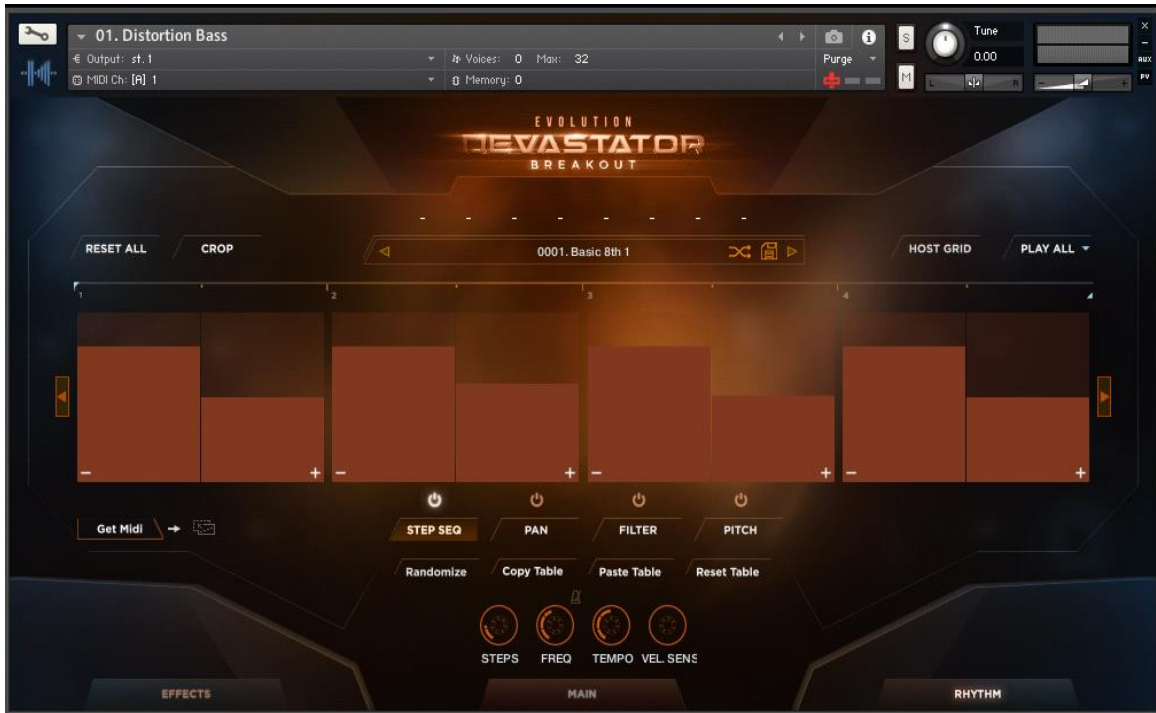 01. Distortion Bass
Output: st. 1
Voices: 0 Max: 32
Purge
MIDI Ch: [A] 1
Memory: 0
S
M
Tune
0.00
L R
- +
×
-
AUX
PV
EVOLUTION
DEVASTATOR
BREAKOUT
- - - - - - - -
RESET ALL
CROP
0001. Basic 8th 1
HOST GRID
PLAY ALL
1 2 3 4
- + - + - + - +
Get Midi
STEP SEQ PAN FILTER PITCH
Randomize Copy Table Paste Table Reset Table
STEPS FREQ TEMPO VEL. SENS
EFFECTS MAIN RHYTHM